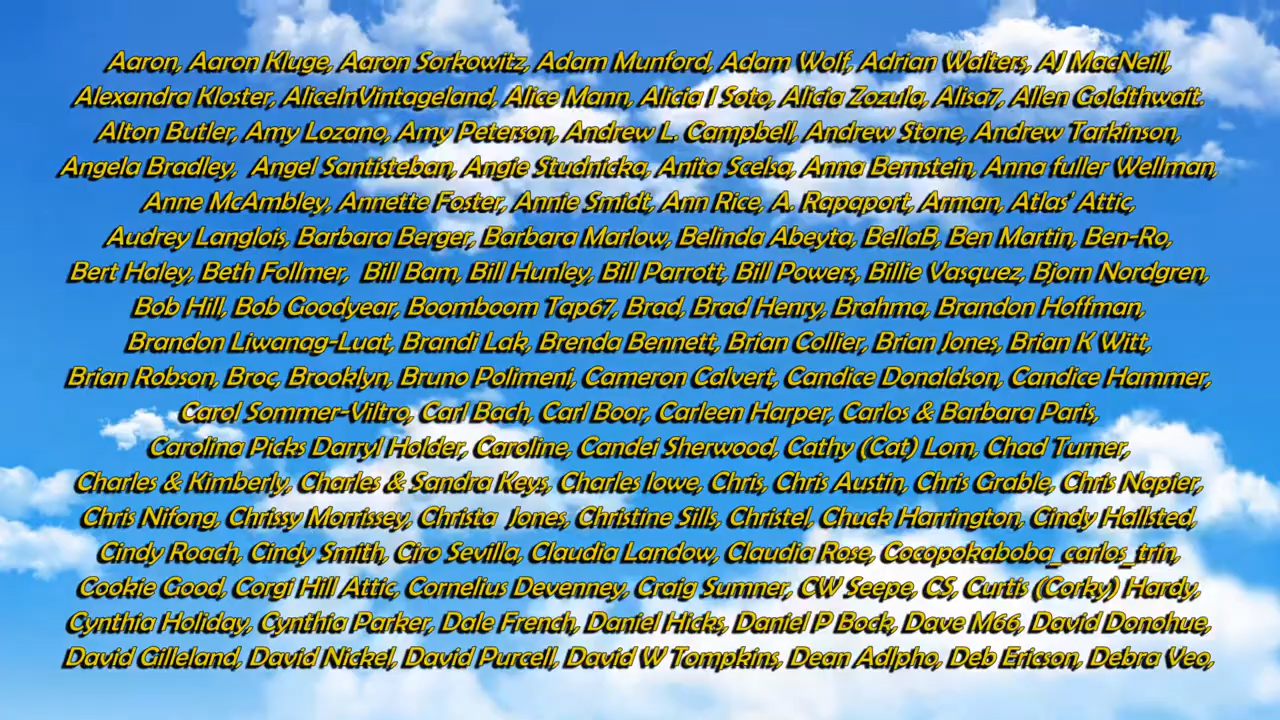 Aaron, Aaron Kluge, Aaron Sorkowitz, Adam Munford, Adam Wolf, Adrian Walters, AJ MacNeill,
Alexandra Kloster, AliceInVintageland, Alice Mann, Alicia I Soto, Alicia Zozula, Alisa7, Allen Goldthwait.
Alton Butler, Amy Lozano, Amy Peterson, Andrew L. Campbell, Andrew Stone, Andrew Tarkinson,
Angela Bradley, Angel Santisteban, Angie Studnicka, Anita Scelsa, Anna Bernstein, Anna fuller Wellman,
Anne McAmbley, Annette Foster, Annie Smidt, Ann Rice, A. Rapaport, Arman, Atlas' Attic,
Audrey Langlois, Barbara Berger, Barbara Marlow, Belinda Abeyta, BellaB, Ben Martin, Ben-Ro,
Bert Haley, Beth Follmer, Bill Bam, Bill Hunley, Bill Parrott, Bill Powers, Billie Vasquez, Bjorn Nordgren,
Bob Hill, Bob Goodyear, Boomboom Tap67, Brad, Brad Henry, Brahma, Brandon Hoffman,
Brandon Liwanag-Luat, Brandi Lak, Brenda Bennett, Brian Collier, Brian Jones, Brian K Witt,
Brian Robson, Broc, Brooklyn, Bruno Polimeni, Cameron Calvert, Candice Donaldson, Candice Hammer,
Carol Sommer-Viltro, Carl Bach, Carl Boor, Carleen Harper, Carlos & Barbara Paris,
Carolina Picks Darryl Holder, Caroline, Candei Sherwood, Cathy (Cat) Lom, Chad Turner,
Charles & Kimberly, Charles & Sandra Keys, Charles lowe, Chris, Chris Austin, Chris Grable, Chris Napier,
Chris Nifong, Chrissy Morrissey, Christa Jones, Christine Sills, Christel, Chuck Harrington, Cindy Hallsted,
Cindy Roach, Cindy Smith, Ciro Sevilla, Claudia Landow, Claudia Rose, Cocopokaboba_carlos_trin,
Cookie Good, Corgi Hill Attic, Cornelius Devenney, Craig Sumner, CW Seepe, CS, Curtis (Corky) Hardy,
Cynthia Holiday, Cynthia Parker, Dale French, Daniel Hicks, Daniel P Bock, Dave M66, David Donohue,
David Gilleland, David Nickel, David Purcell, David W Tompkins, Dean Adlpho, Deb Ericson, Debra Veo,